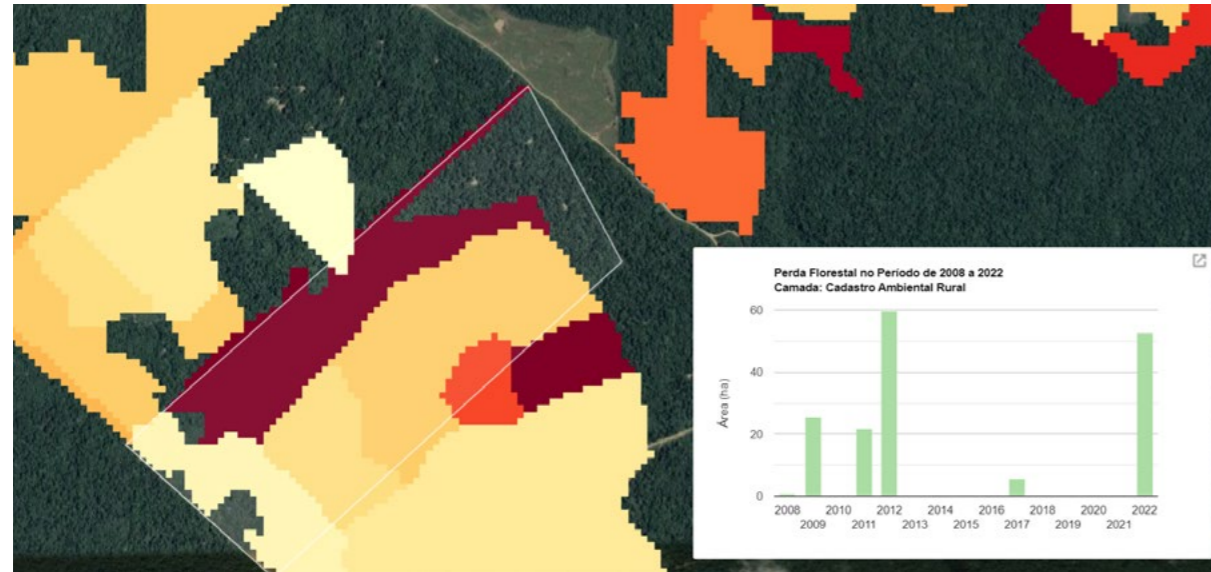 Perda Florestal no Período de 2008 a 2022
Camada: Cadastro Ambiental Rural
60
40
20
0
Área (ha)
2008 2010 2012 2014 2016 2018 2020 2022
2009 2011 2013 2015 2017 2019 2021